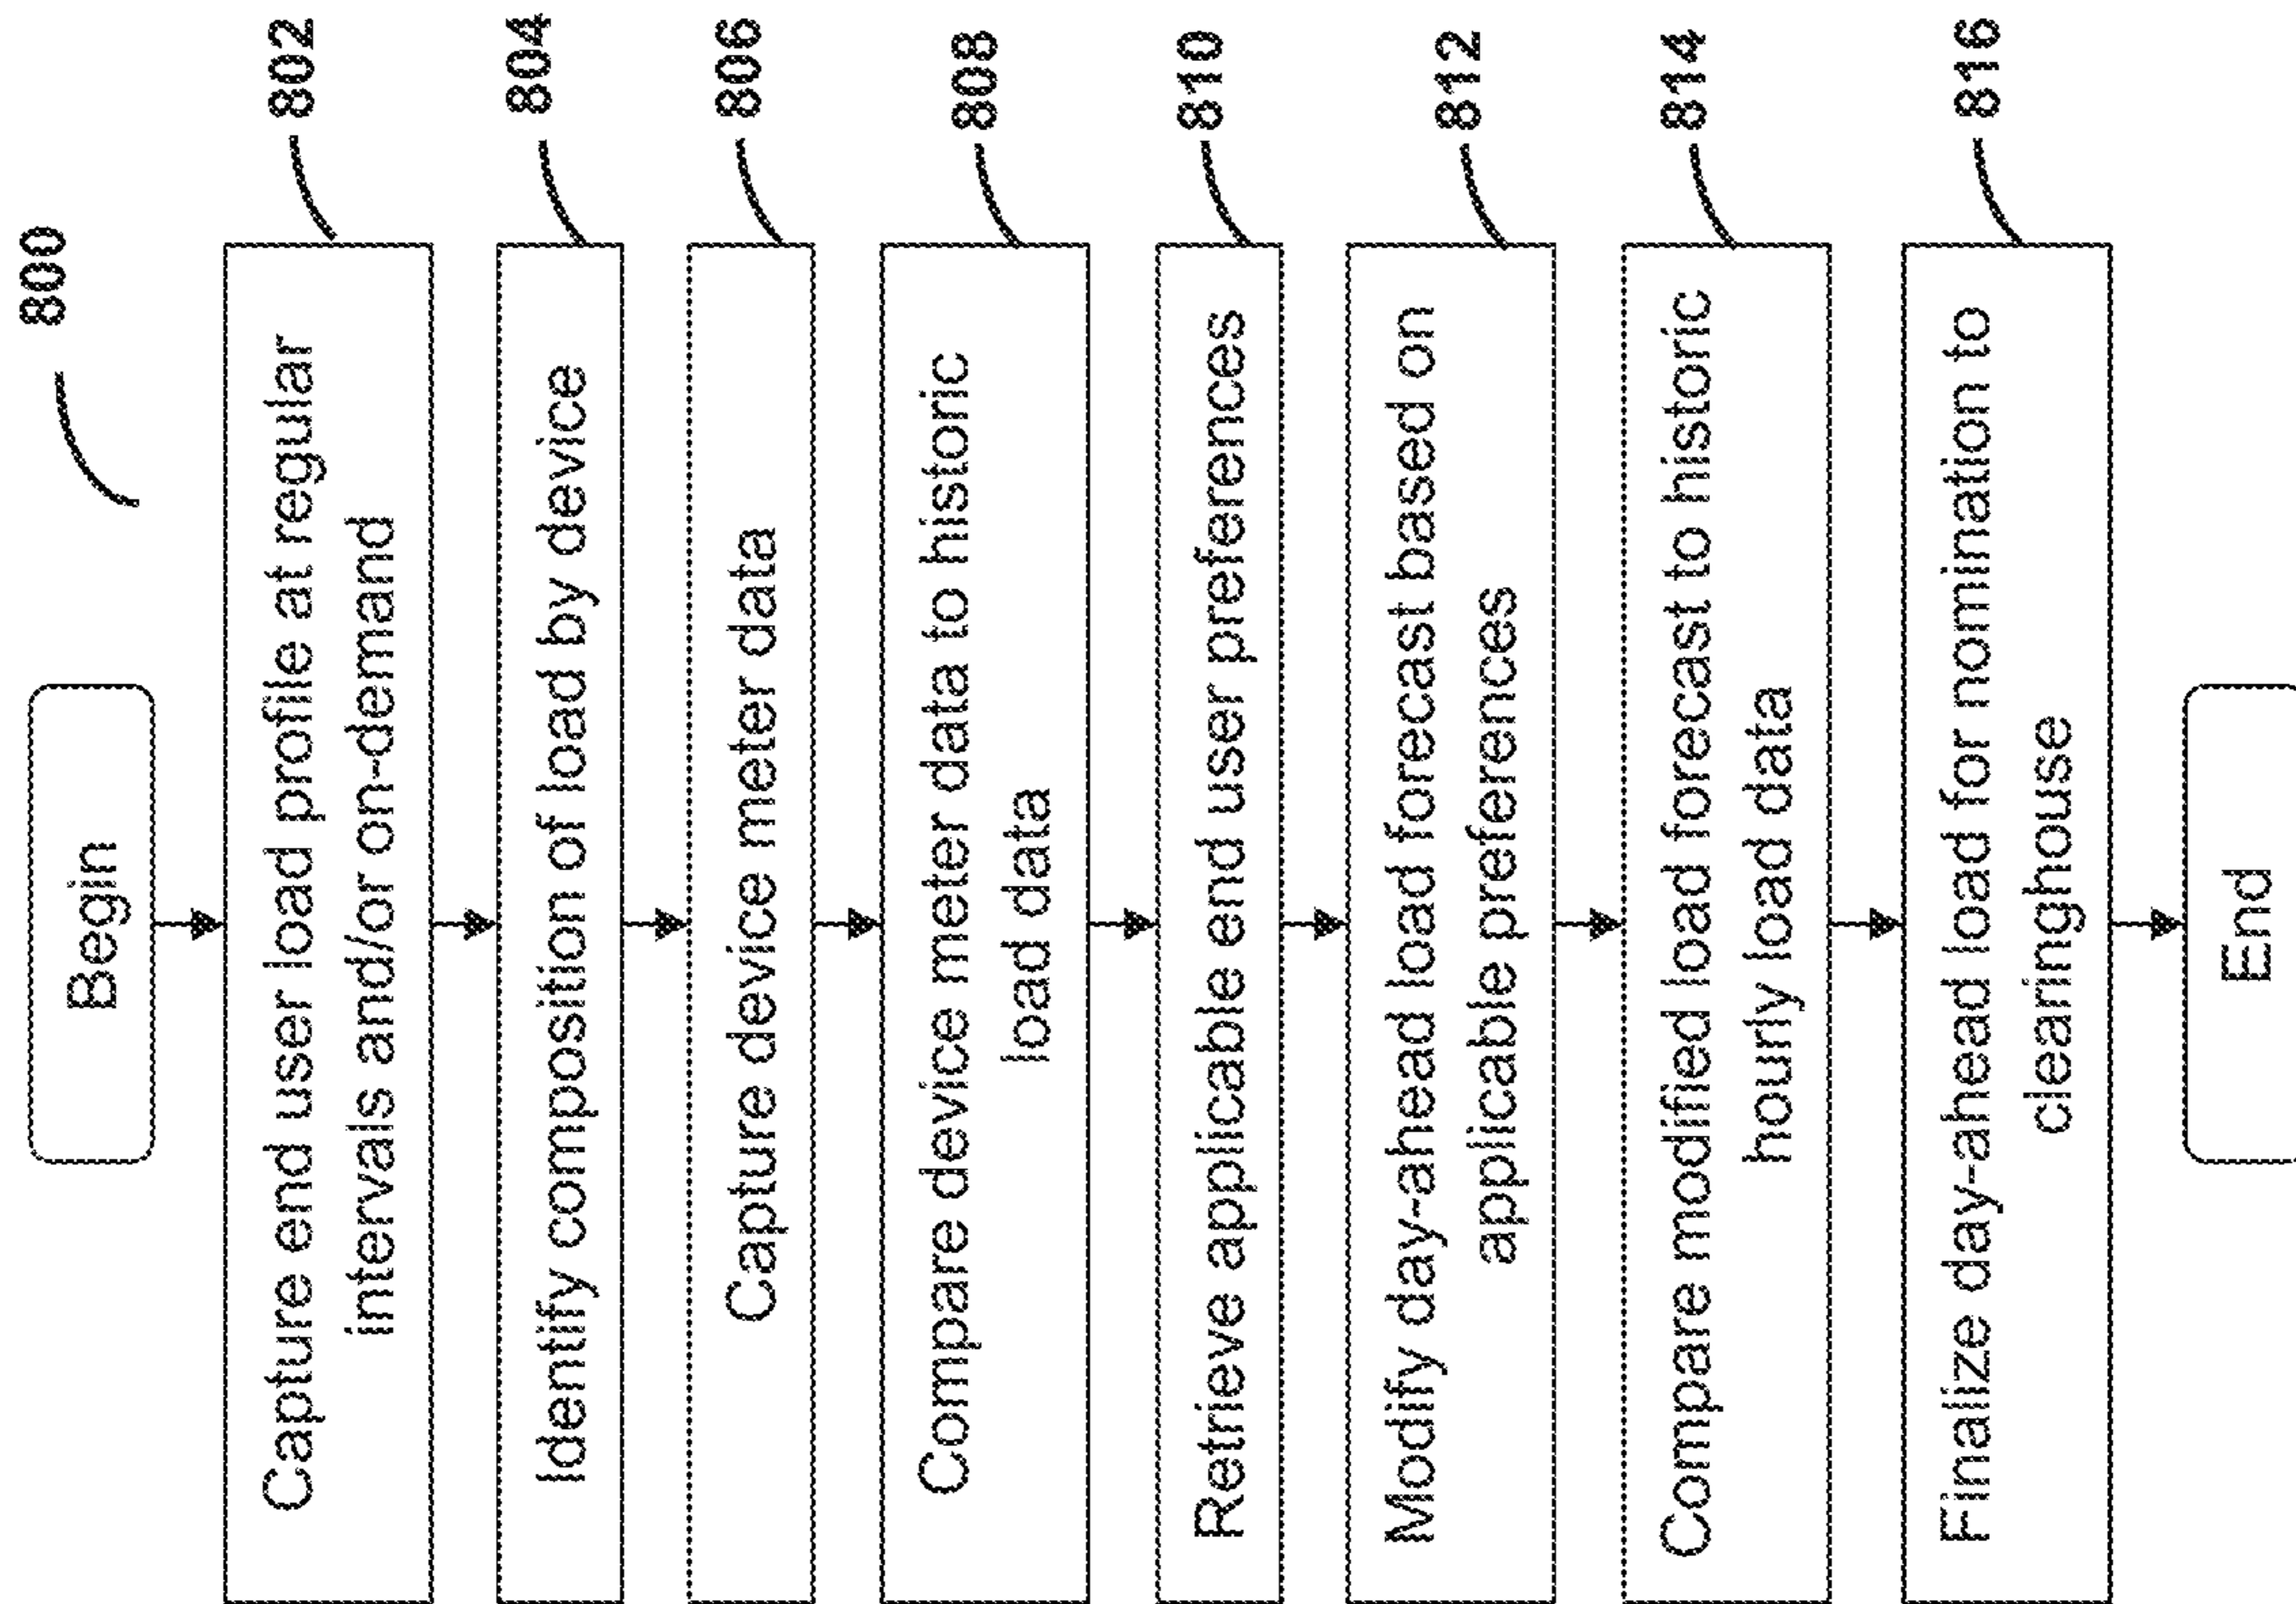 800
Begin
Capture end user load profile at regular
intervals and/or on-demand
802
Identify composition of load by device
804
Capture device meter data
806
Compare device meter data to historic
load data
808
Retrieve applicable end user preferences
810
Modify day-ahead load forecast based on
applicable preferences
812
Compare modified load forecast to historic
hourly load data
814
Finalize day-ahead load for nomination to
clearinghouse
816
End